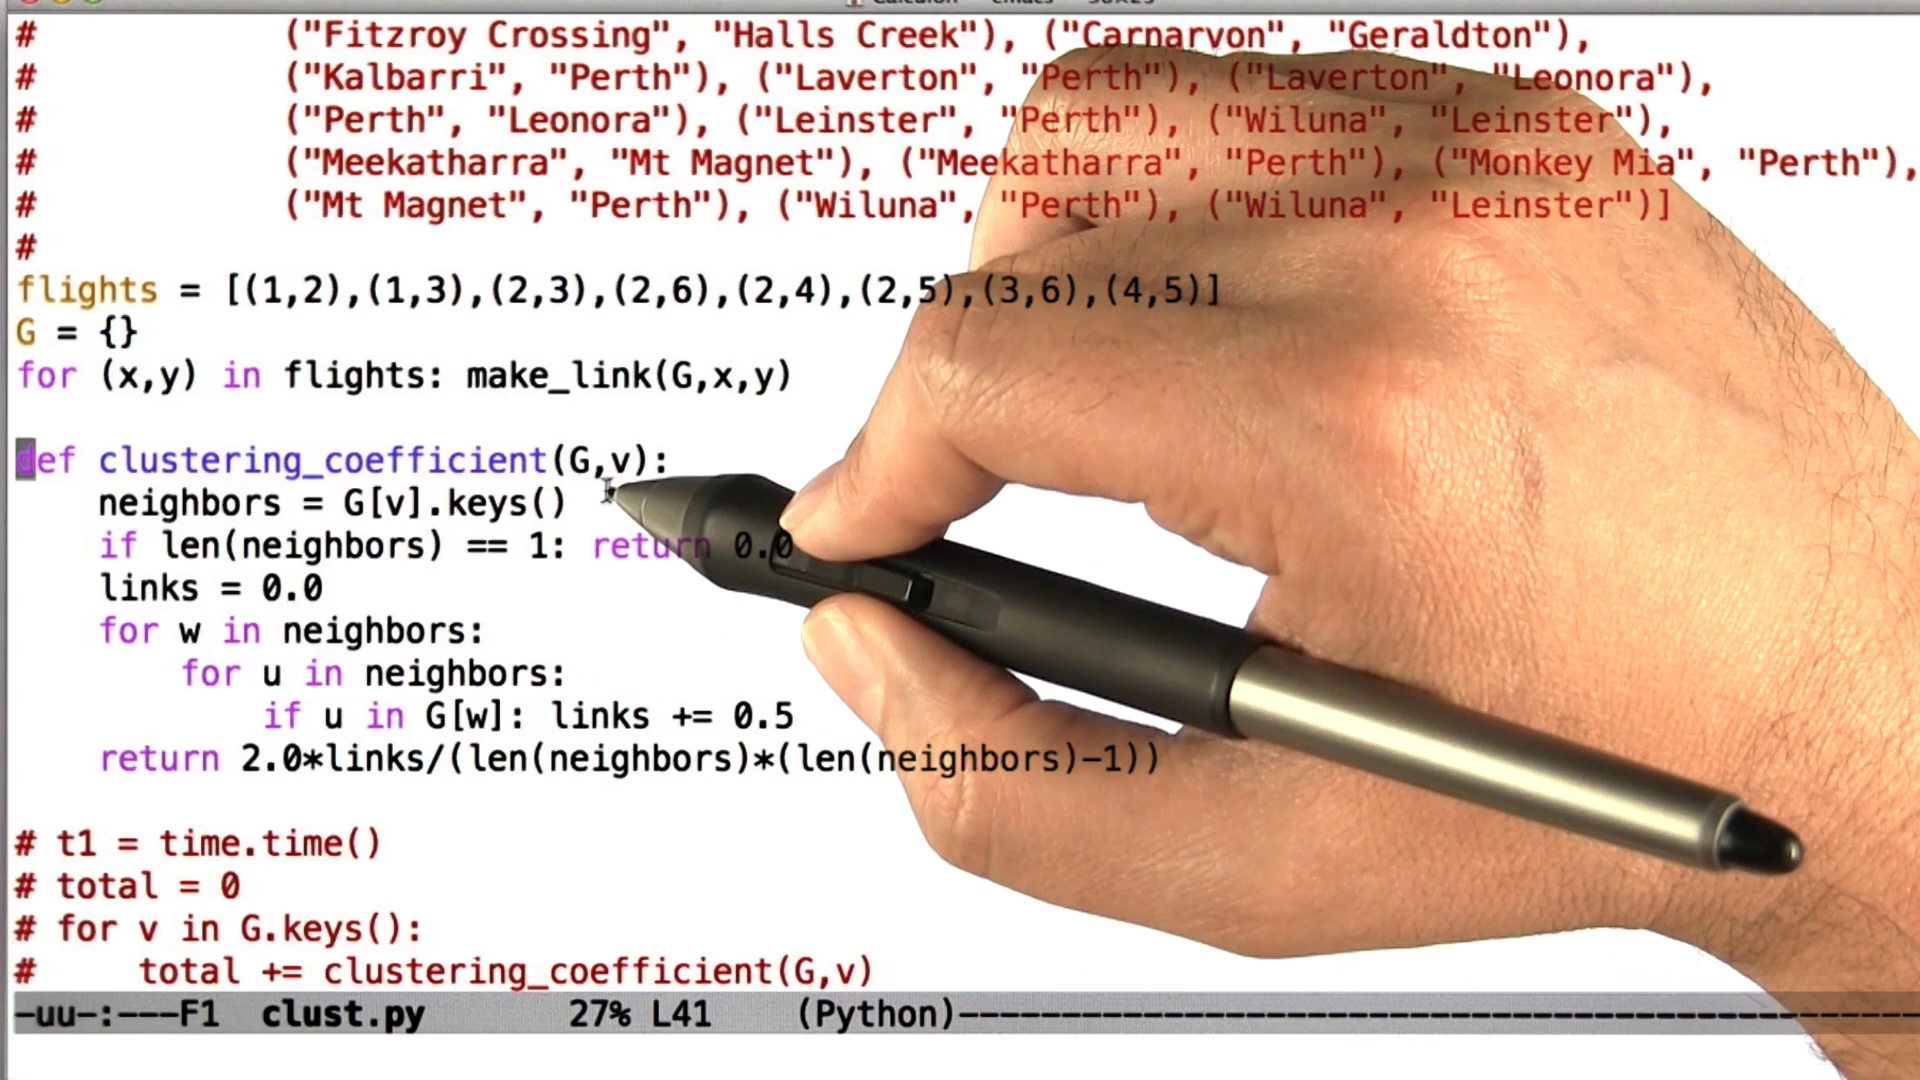 #            ("Fitzroy Crossing", "Halls Creek"), ("Carnarvon", "Geraldton"),
#            ("Kalbarri", "Perth"), ("Laverton", "Perth"), ("Laverton", "Leonora"),
#            ("Perth", "Leonora"), ("Leinster", "Perth"), ("Wiluna", "Leinster"),
#            ("Meekatharra", "Mt Magnet"), ("Meekatharra", "Perth"), ("Monkey Mia", "Perth"),
#            ("Mt Magnet", "Perth"), ("Wiluna", "Perth"), ("Wiluna", "Leinster")]
#
flights = [(1,2),(1,3),(2,3),(2,6),(2,4),(2,5),(3,6),(4,5)]
G = {}
for (x,y) in flights: make_link(G,x,y)
def clustering_coefficient(G,v):
    neighbors = G[v].keys()
    if len(neighbors) == 1: return 0.0
    links = 0.0
    for w in neighbors:
        for u in neighbors:
            if u in G[w]: links += 0.5
    return 2.0*links/(len(neighbors)*(len(neighbors)-1))
# t1 = time.time()
# total = 0
# for v in G.keys():
#     total += clustering_coefficient(G,v)
-uu-:---F1  clust.py       27% L41    (Python)-----------------------------------------------